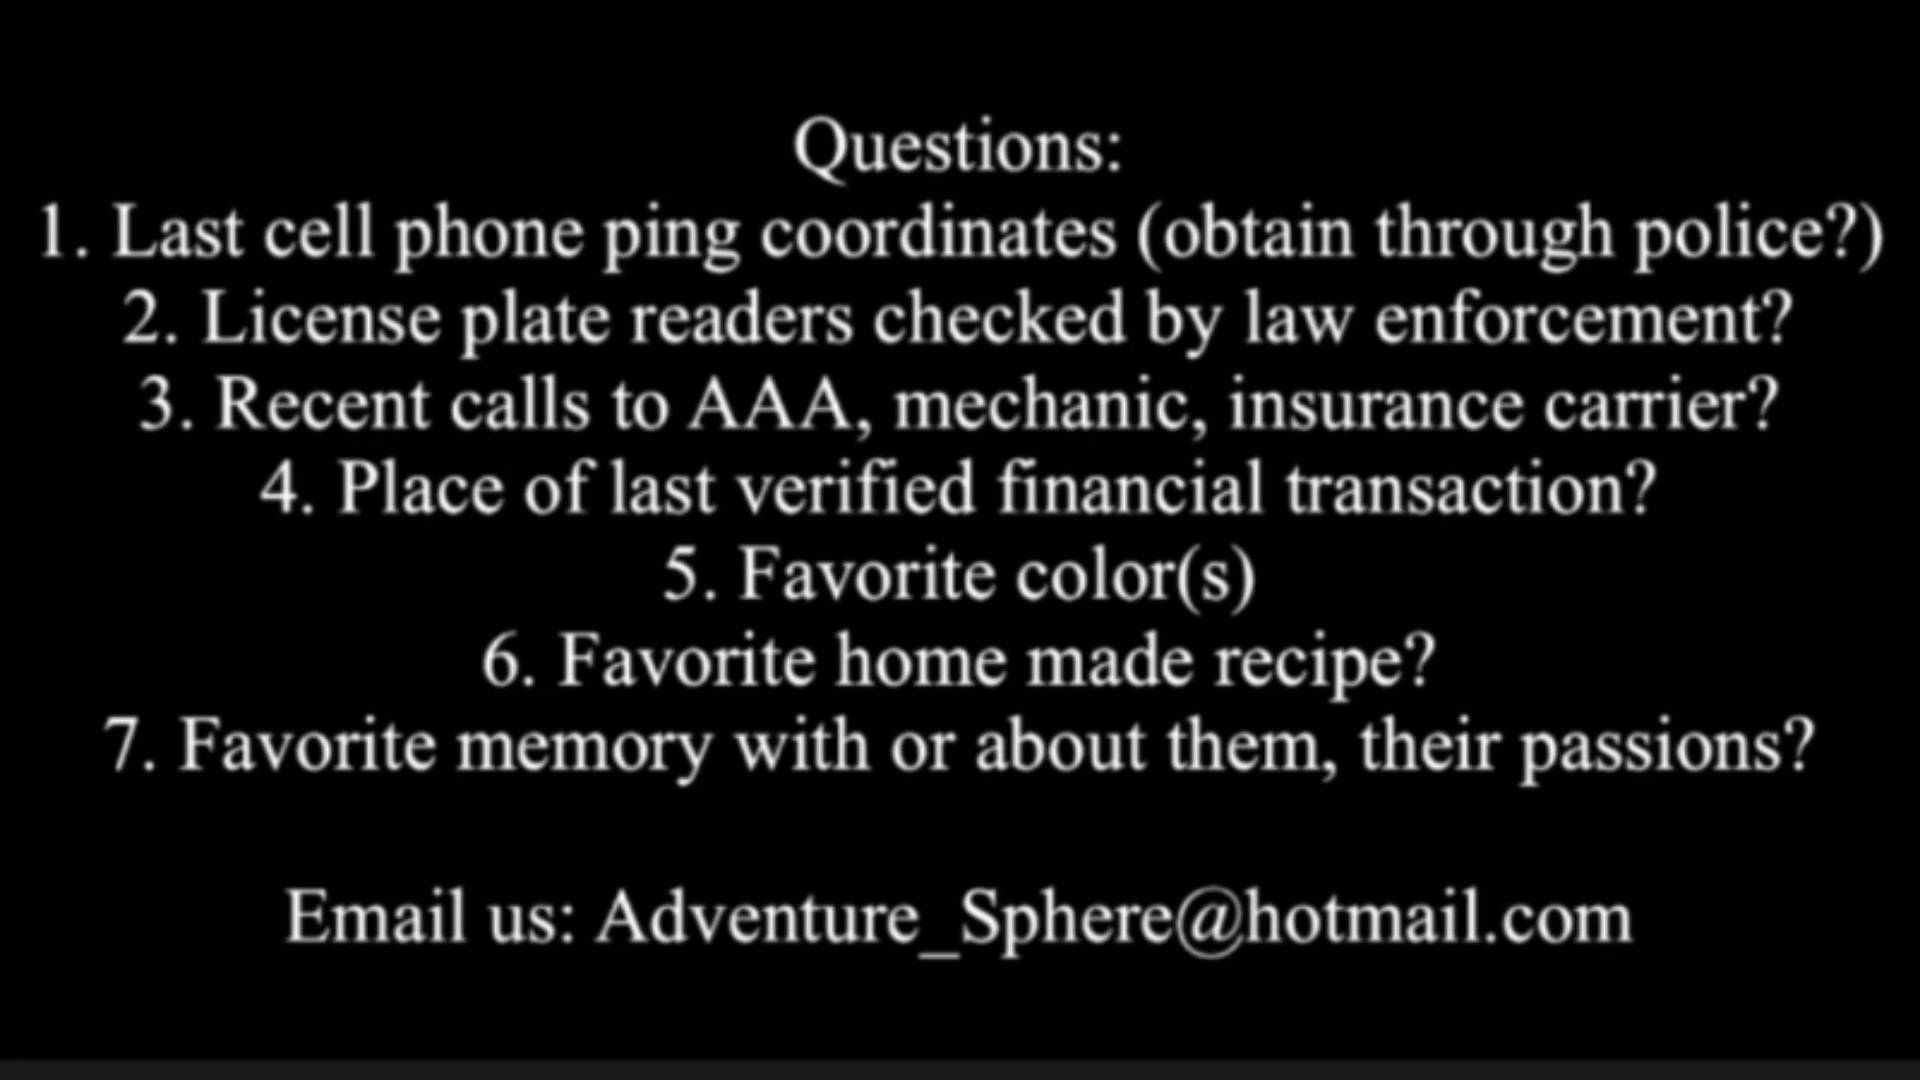 Questions:
1. Last cell phone ping coordinates (obtain through police?)
2. License plate readers checked by law enforcement?
3. Recent calls to AAA, mechanic, insurance carrier?
4. Place of last verified financial transaction?
5. Favorite color(s)
6. Favorite home made recipe?
7. Favorite memory with or about them, their passions?
Email us: Adventure_Sphere@hotmail.com